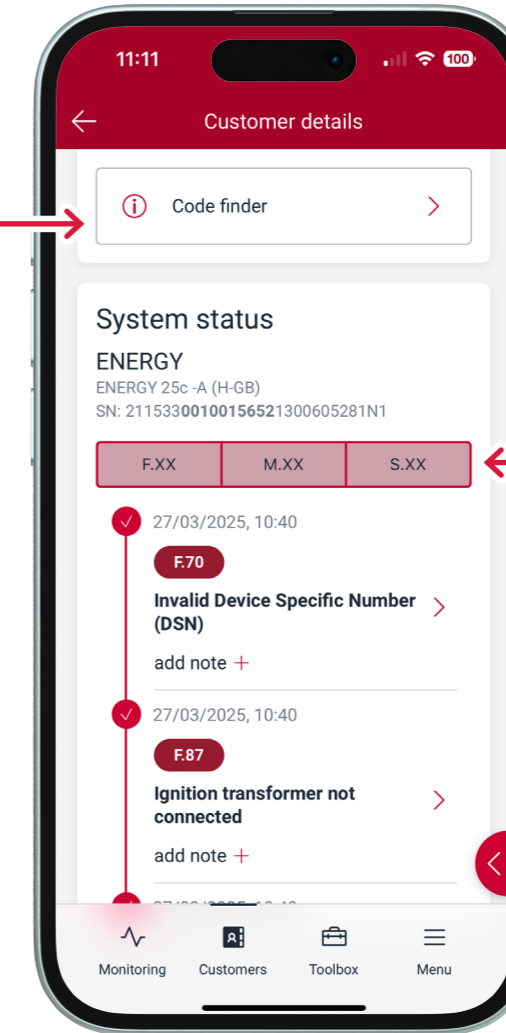 11:11
100
Customer details
Code finder
System status
ENERGY
ENERGY 25c -A (H-GB)
SN: 21153300100156521300605281N1
F.XX
M.XX
S.XX
27/03/2025, 10:40
F.70
Invalid Device Specific Number
(DSN)
add note +
27/03/2025, 10:40
F.87
Ignition transformer not
connected
add note +
Monitoring
Customers
Toolbox
Menu